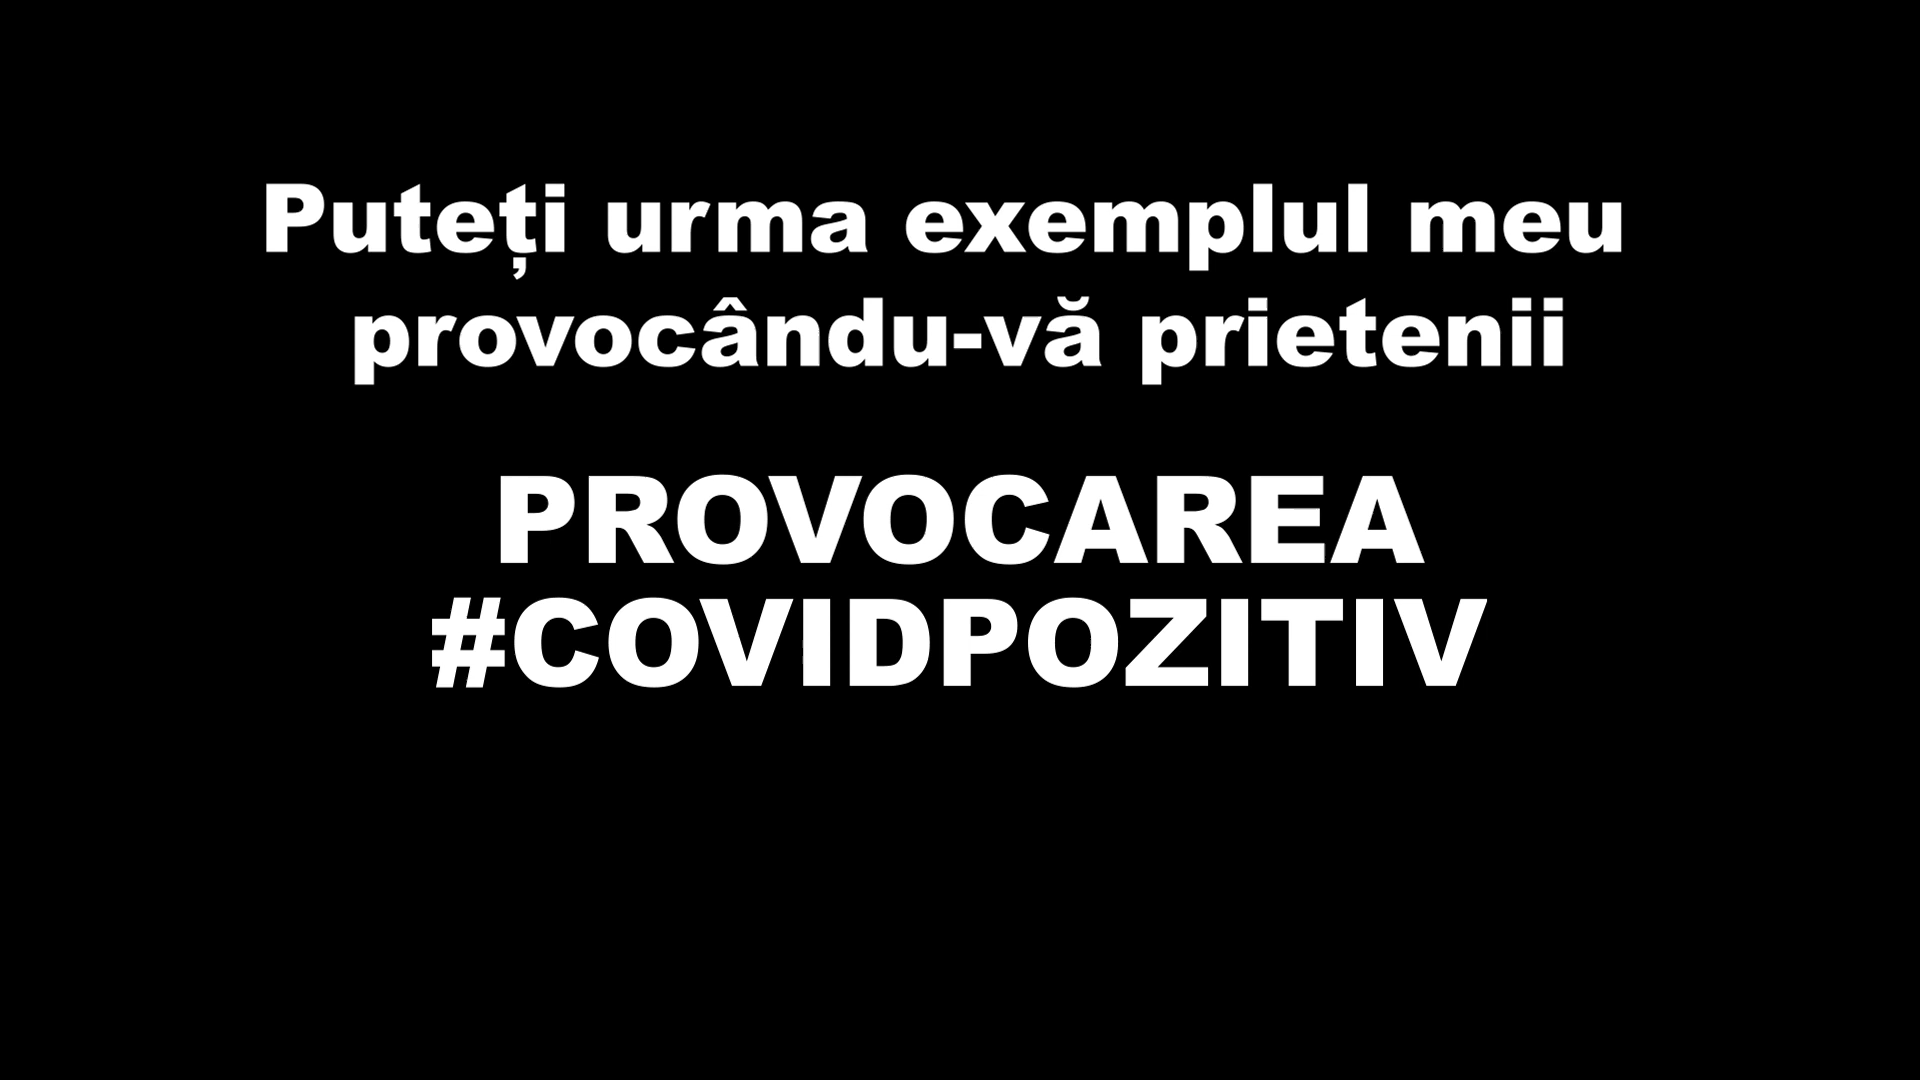 Puteți urma exemplul meu
provocându-vă prietenii
PROVOCAREA
#COVIDPOZITIV